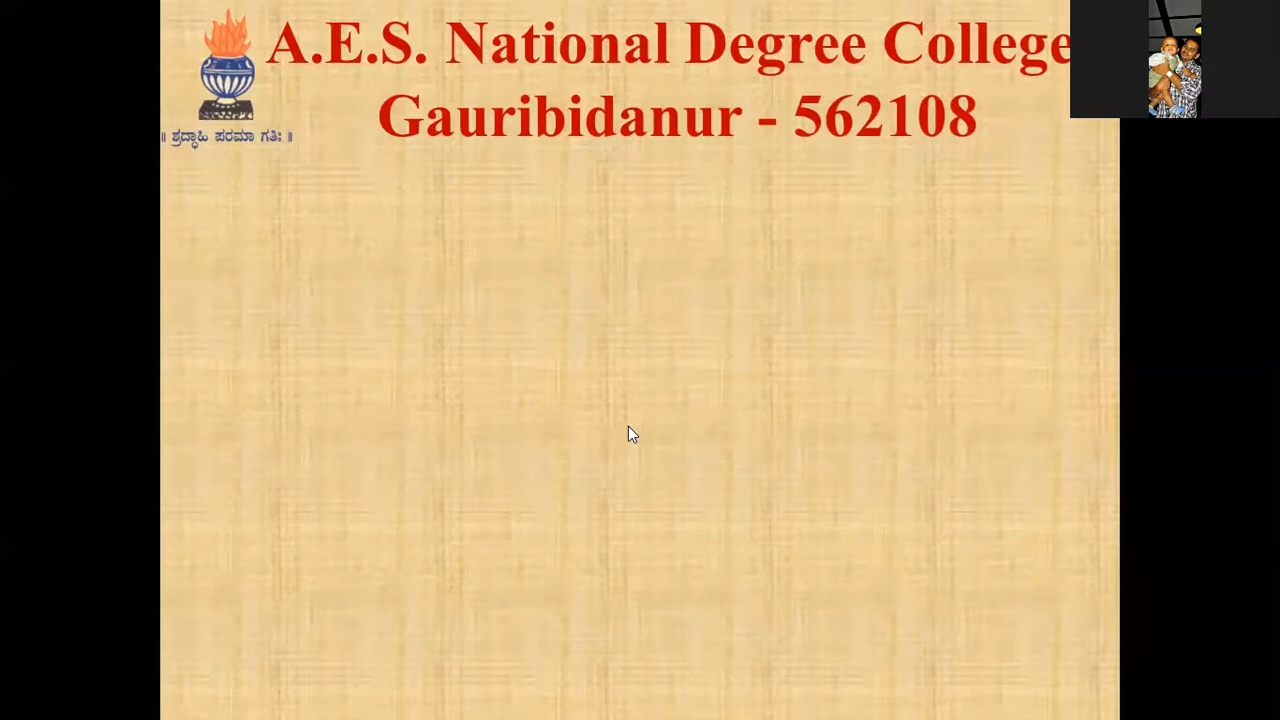 A.E.S. National Degree College
Gauribidanur - 562108
॥ ಶ್ರದ್ಧಾಹಿ ಪರಮಾ ಗತಿಃ ॥